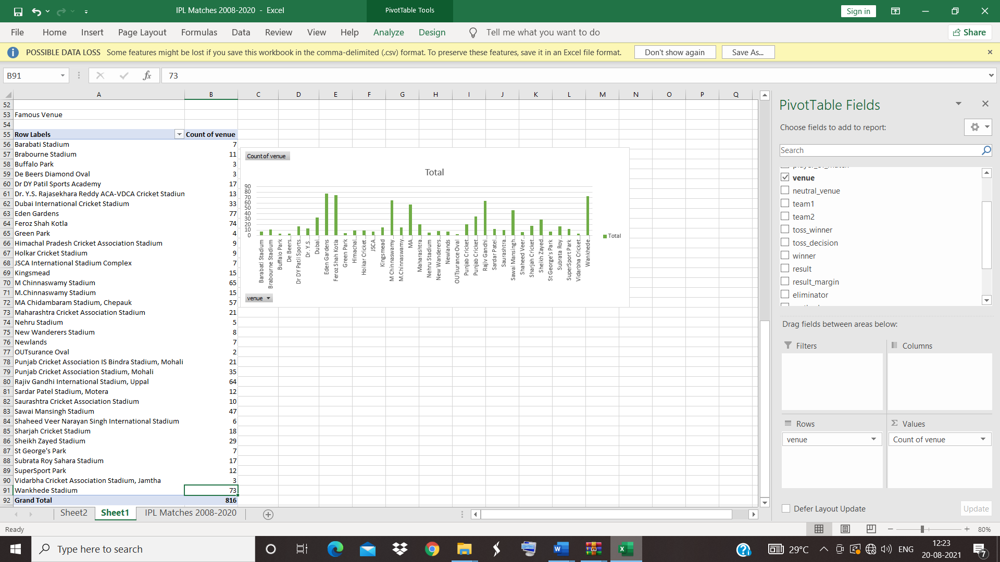 IPL Matches 2008-2020 - Excel
PivotTable Tools
Sign in
File Home Insert Page Layout Formulas Data Review View Help Analyze Design Tell me what you want to do Share
POSSIBLE DATA LOSS Some features might be lost if you save this workbook in the comma-delimited (.csv) format. To preserve these features, save it in an Excel file format. Don't show again Save As...
B91 fx 73
A B C D E F G H I J K L M N O P Q
52
53 Famous Venue
54
55 Row Labels Count of venue
56 Barabati Stadium 7
57 Brabourne Stadium 11
58 Buffalo Park 3
59 De Beers Diamond Oval 3
60 Dr DY Patil Sports Academy 17
61 Dr. Y.S. Rajasekhara Reddy ACA-VDCA Cricket Stadiun 13
62 Dubai International Cricket Stadium 33
63 Eden Gardens 77
64 Feroz Shah Kotla 74
65 Green Park 4
66 Himachal Pradesh Cricket Association Stadium 9
67 Holkar Cricket Stadium 9
68 JSCA International Stadium Complex 7
69 Kingsmead 15
70 M Chinnaswamy Stadium 65
71 M.Chinnaswamy Stadium 15
72 MA Chidambaram Stadium, Chepauk 57
73 Maharashtra Cricket Association Stadium 21
74 Nehru Stadium 5
75 New Wanderers Stadium 8
76 Newlands 7
77 OUTsurance Oval 2
78 Punjab Cricket Association IS Bindra Stadium, Mohali 21
79 Punjab Cricket Association Stadium, Mohali 35
80 Rajiv Gandhi International Stadium, Uppal 64
81 Sardar Patel Stadium, Motera 12
82 Saurashtra Cricket Association Stadium 10
83 Sawai Mansingh Stadium 47
84 Shaheed Veer Narayan Singh International Stadium 6
85 Sharjah Cricket Stadium 18
86 Sheikh Zayed Stadium 29
87 St George's Park 7
88 Subrata Roy Sahara Stadium 17
89 SuperSport Park 12
90 Vidarbha Cricket Association Stadium, Jamtha 3
91 Wankhede Stadium 73
92 Grand Total 816
Count of venue
Total
90
80
70
60
50
40
30
20
10
0
Barabati Stadium
Brabourne Stadium
Buffalo Park
De Beers...
Dr DY Patil Sports...
Dr. Y.S....
Dubai...
Eden Gardens
Feroz Shah Kotla
Green Park
Himachal...
Holkar Cricket...
JSCA...
Kingsmead
M Chinnaswamy...
M.Chinnaswamy...
MA...
Maharashtra...
Nehru Stadium
New Wanderers...
Newlands
OUTsurance Oval
Punjab Cricket...
Punjab Cricket...
Rajiv Gandhi...
Sardar Patel...
Saurashtra...
Sawai Mansingh...
Shaheed Veer...
Sharjah Cricket...
Sheikh Zayed...
St George's Park
Subrata Roy...
SuperSport Park
Vidarbha Cricket...
Wankhede...
Total
venue
PivotTable Fields
Choose fields to add to report:
Search
venue
neutral_venue
team1
team2
toss_winner
toss_decision
winner
result
result_margin
eliminator
Drag fields between areas below:
Filters Columns
Rows Values
venue Count of venue
Defer Layout Update Update
Sheet2 Sheet1 IPL Matches 2008-2020
Ready 80%
Type here to search
29°C ENG
12:23
20-08-2021
7